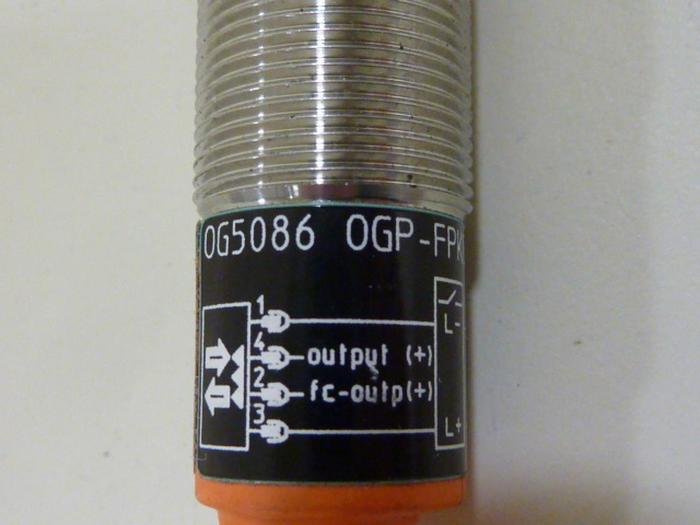 OG5086 OGP-FPK
1
L-
4 output (+)
2 fc-outp(+)
3
L+